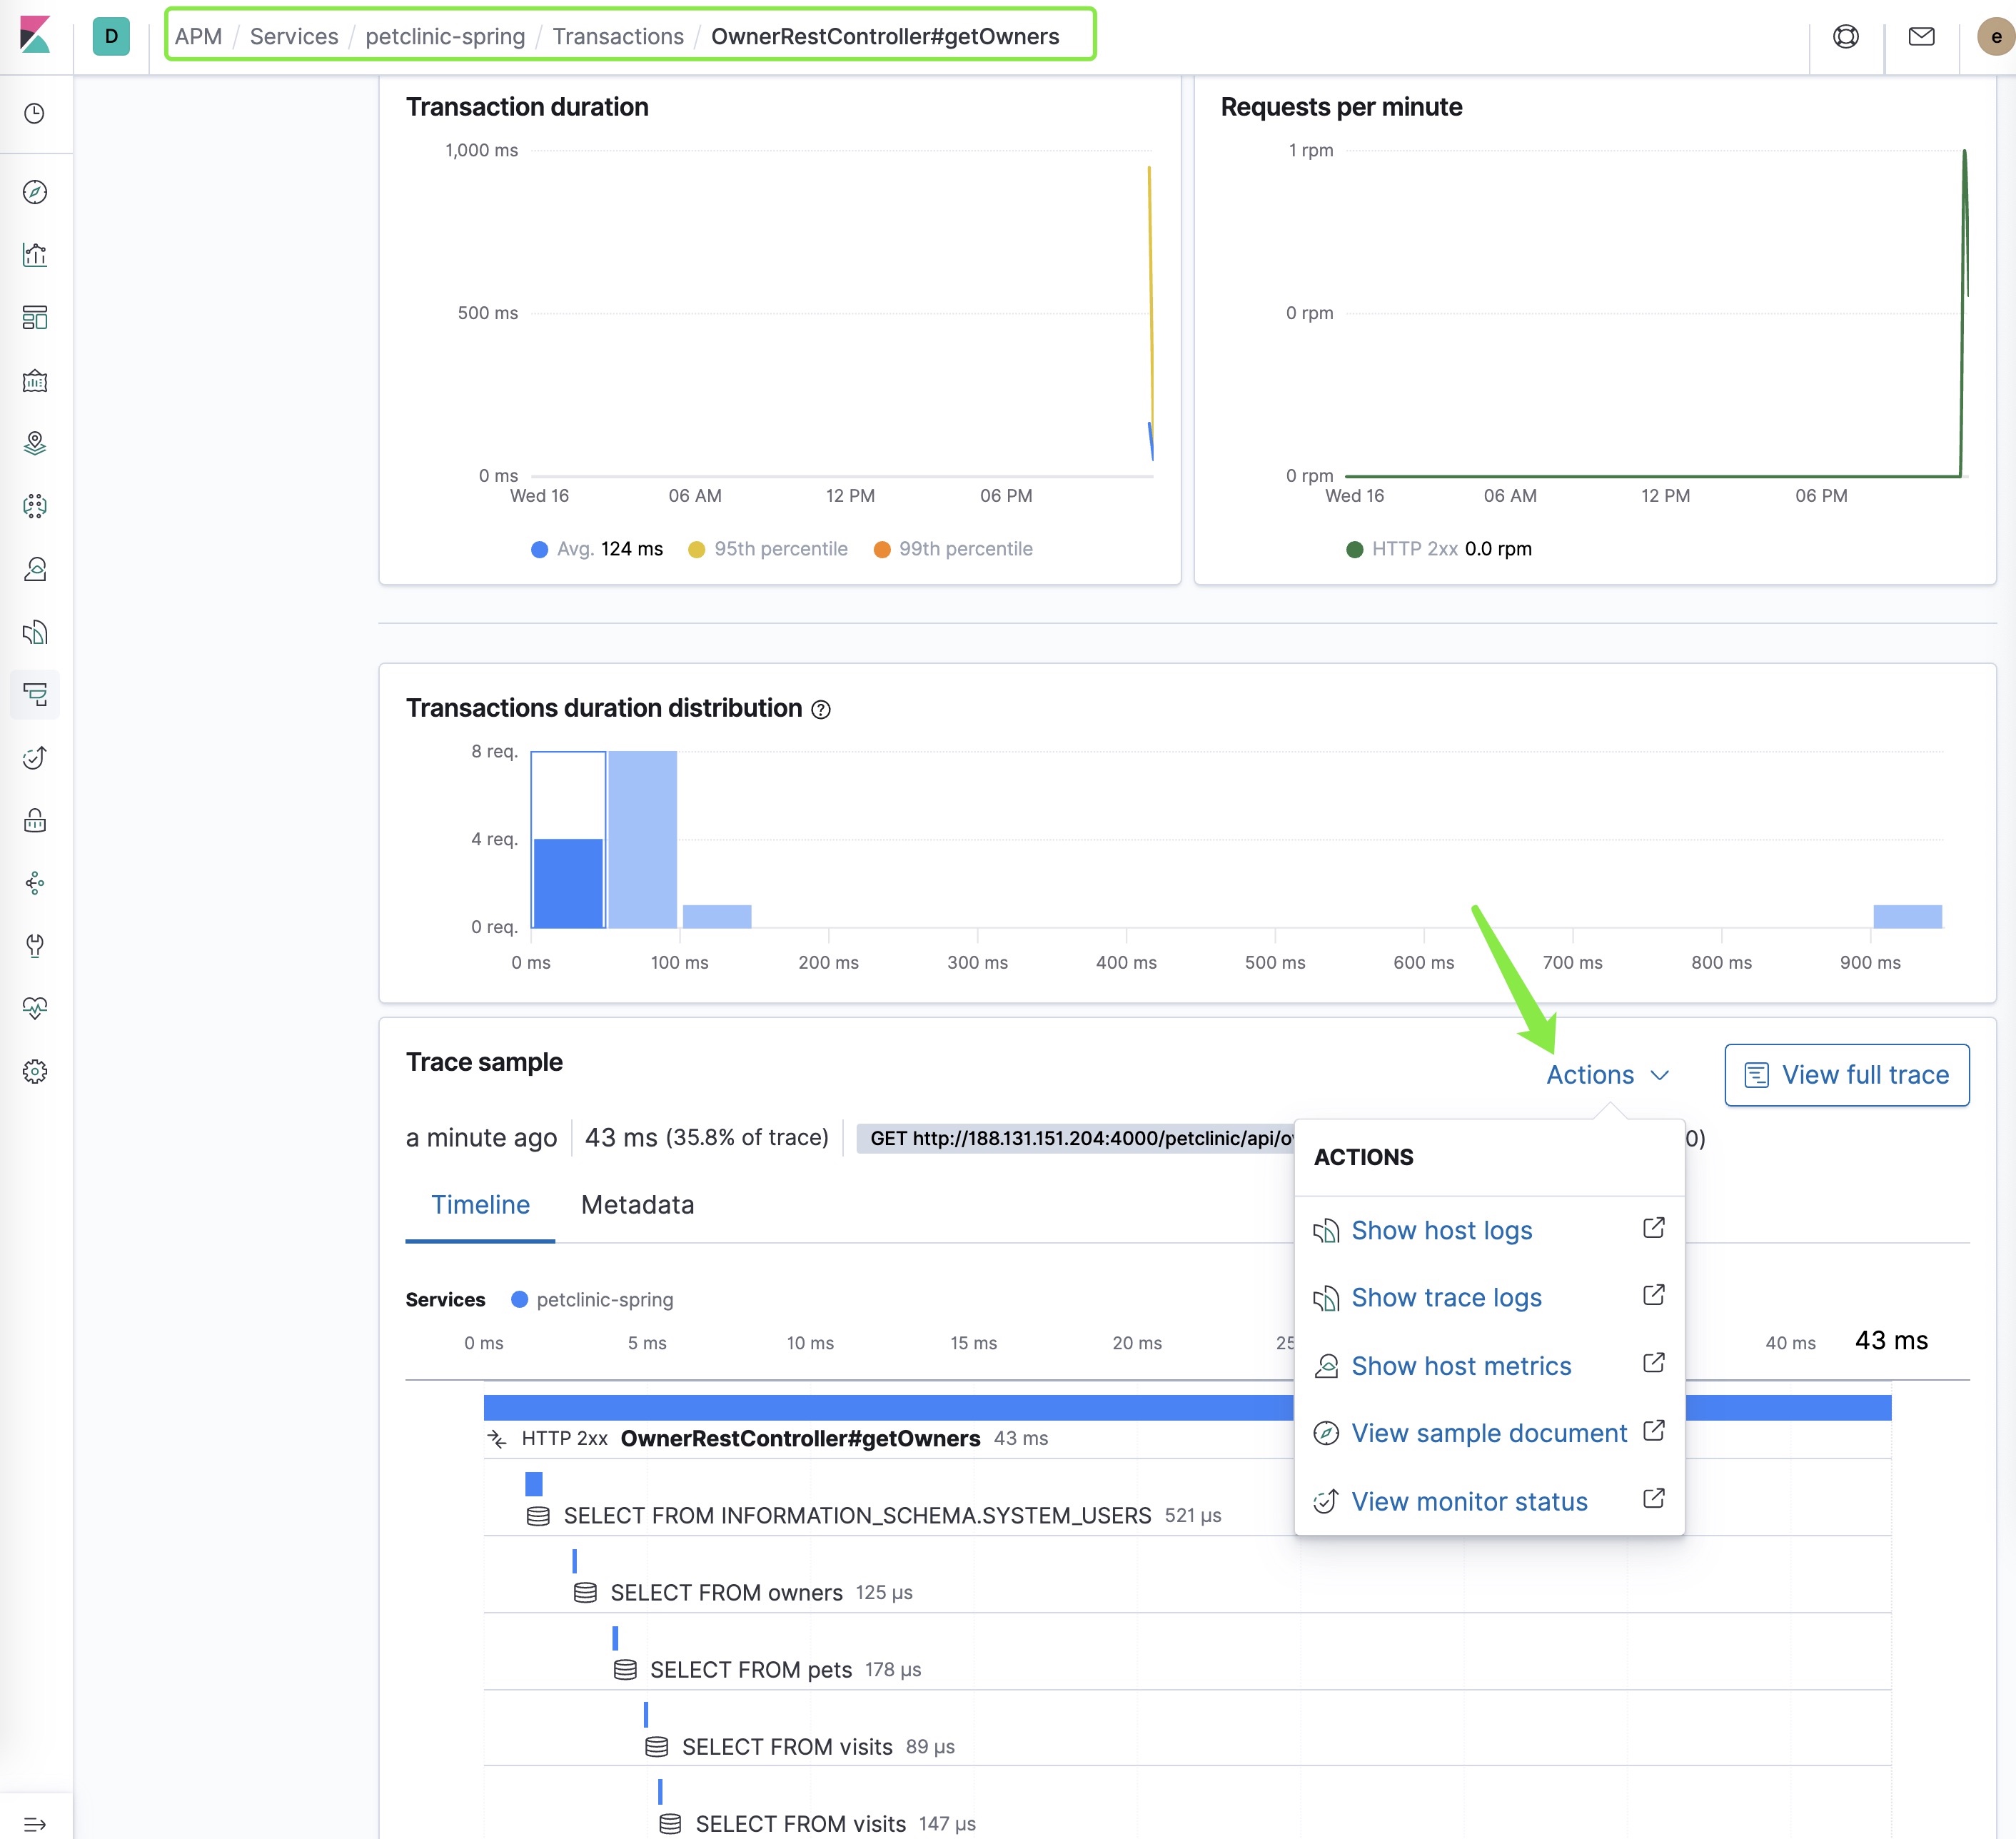 D APM / Services / petclinic-spring / Transactions / OwnerRestController#getOwners e
Transaction duration
1,000 ms
500 ms
0 ms
Wed 16 06 AM 12 PM 06 PM
Avg. 124 ms 95th percentile 99th percentile
Requests per minute
1 rpm
0 rpm
0 rpm
Wed 16 06 AM 12 PM 06 PM
HTTP 2xx 0.0 rpm
Transactions duration distribution
8 req.
4 req.
0 req.
0 ms 100 ms 200 ms 300 ms 400 ms 500 ms 600 ms 700 ms 800 ms 900 ms
Trace sample
Actions
View full trace
a minute ago 43 ms (35.8% of trace) GET http://188.131.151.204:4000/petclinic/api/ 0)
ACTIONS
Show host logs
Show trace logs
Show host metrics
View sample document
View monitor status
Timeline Metadata
Services petclinic-spring
0 ms 5 ms 10 ms 15 ms 20 ms 25 40 ms 43 ms
HTTP 2xx OwnerRestController#getOwners 43 ms
SELECT FROM INFORMATION_SCHEMA.SYSTEM_USERS 521 μs
SELECT FROM owners 125 μs
SELECT FROM pets 178 μs
SELECT FROM visits 89 μs
SELECT FROM visits 147 μs